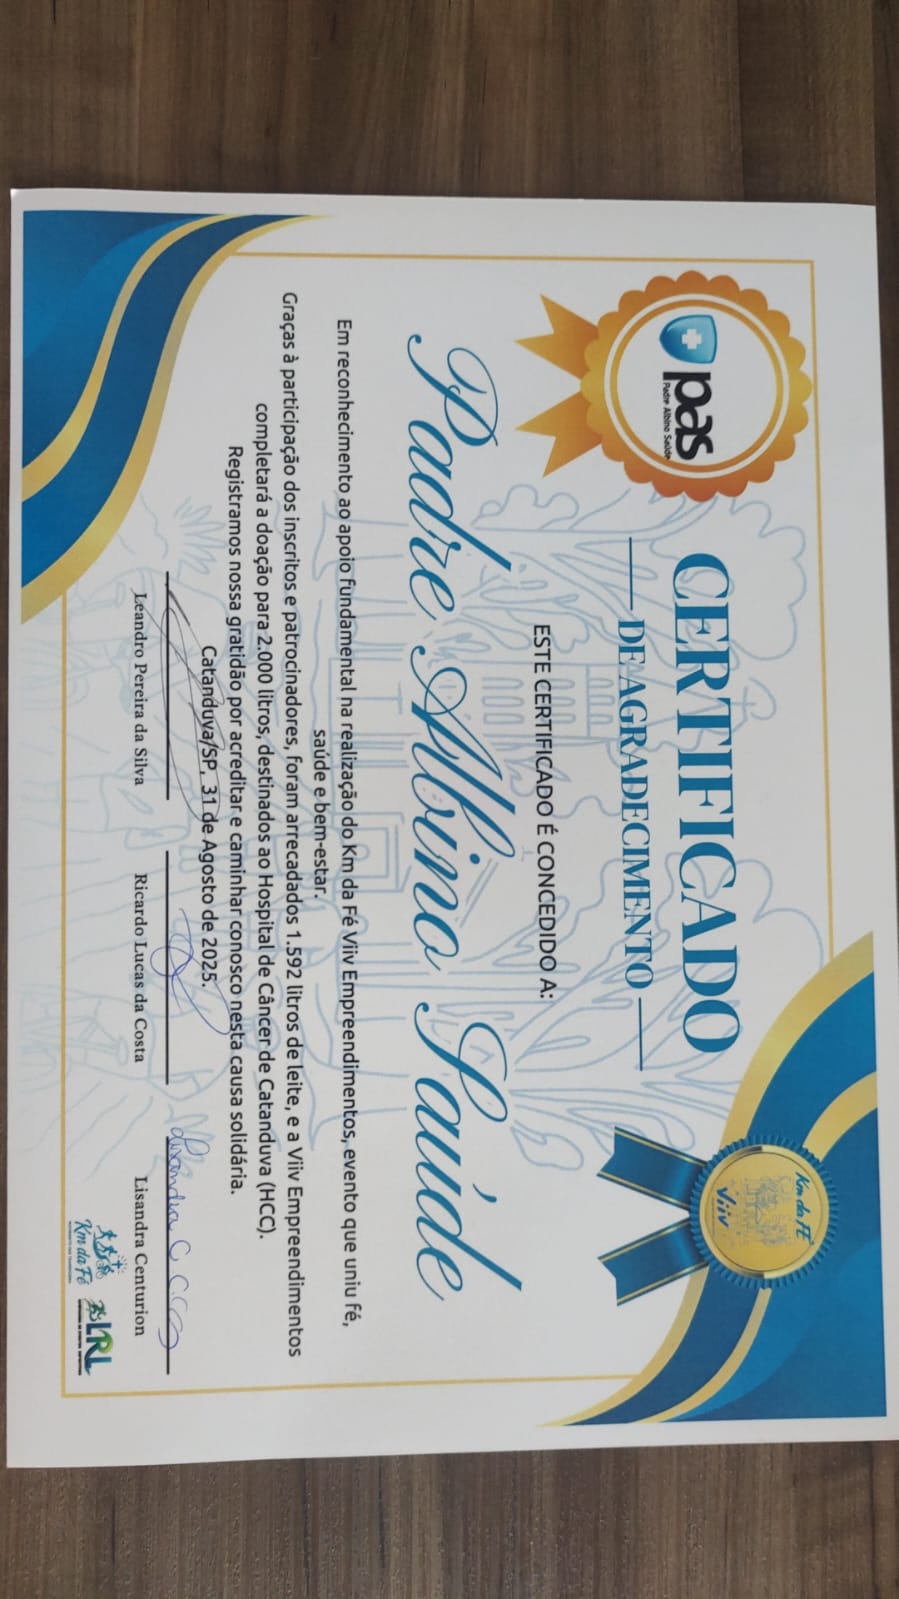 pas
Padre Albino Saúde
CERTIFICADO
DE AGRADECIMENTO
ESTE CERTIFICADO É CONCEDIDO A:
Padre Albino Saúde
Em reconhecimento ao apoio fundamental na realização do Km da Fé Viiv Empreendimentos, evento que uniu fé,
saúde e bem-estar.
Graças à participação dos inscritos e patrocinadores, foram arrecadados 1.592 litros de leite, e a Viiv Empreendimentos
completará a doação para 2.000 litros, destinados ao Hospital de Câncer de Catanduva (HCC).
Registramos nossa gratidão por acreditar e caminhar conosco nesta causa solidária.
Catanduva/SP, 31 de Agosto de 2025.
Leandro Pereira da Silva
Ricardo Lucas da Costa
Lisandra Centurion
Km da Fé
Viiv
Km da Fé
LRL